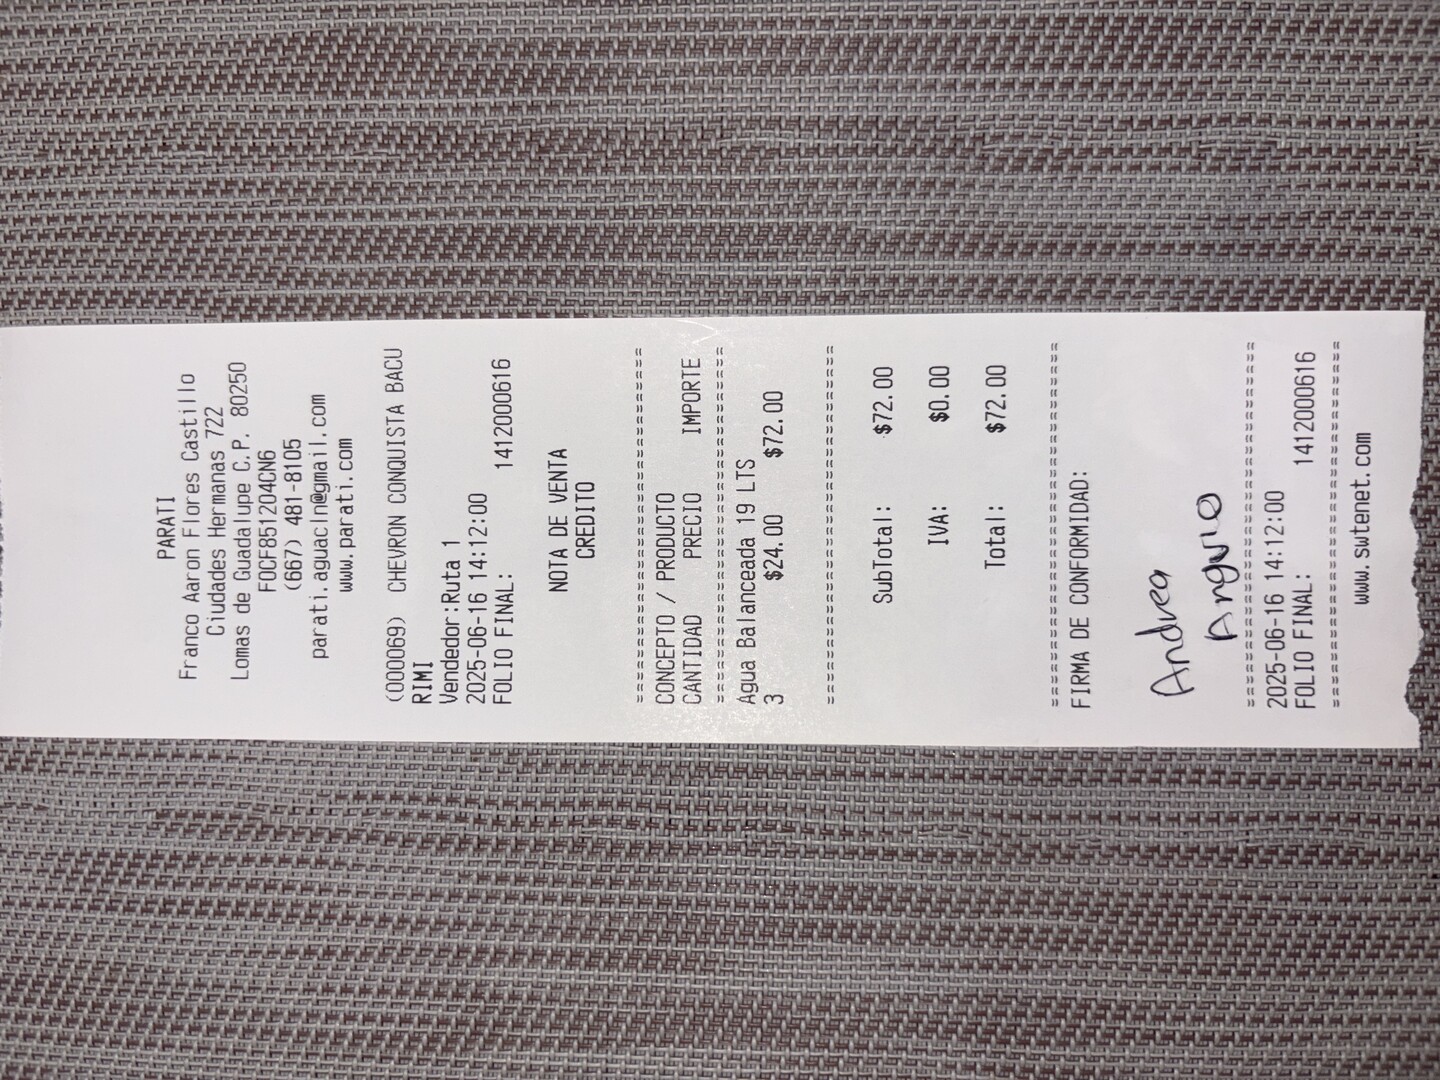 PARATI
Franco Aaron Flores Castillo
Ciudades Hermanas 722
Lomas de Guadalupe C.P. 80250
FOCF851204CN6
(667) 481-8105
parati.aguacln@gmail.com
www.parati.com
(000069) CHEVRON CONQUISTA BACU
RIMI
Vendedor:Ruta 1
2025-06-16 14:12:00
FOLIO FINAL: 1412000616
NOTA DE VENTA
CREDITO
==================================
CONCEPTO / PRODUCTO
CANTIDAD PRECIO IMPORTE
==================================
Agua Balanceada 19 LTS
3 $24.00 $72.00
==================================
SubTotal: $72.00
IVA: $0.00
Total: $72.00
==================================
FIRMA DE CONFORMIDAD:
Andrea
Angulo
==================================
2025-06-16 14:12:00
FOLIO FINAL: 1412000616
==================================
www.swtenet.com